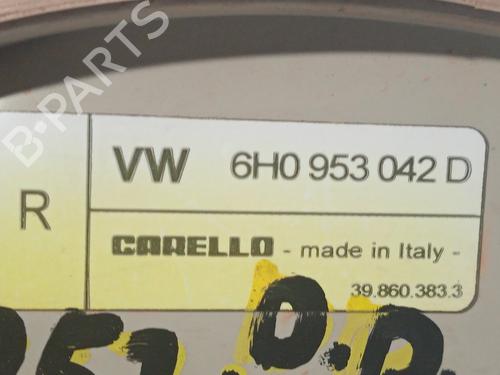 B-PARTS
VW 6H0 953 042 D
R
CARELLO - made in Italy -
39.860.383.3
D.D.